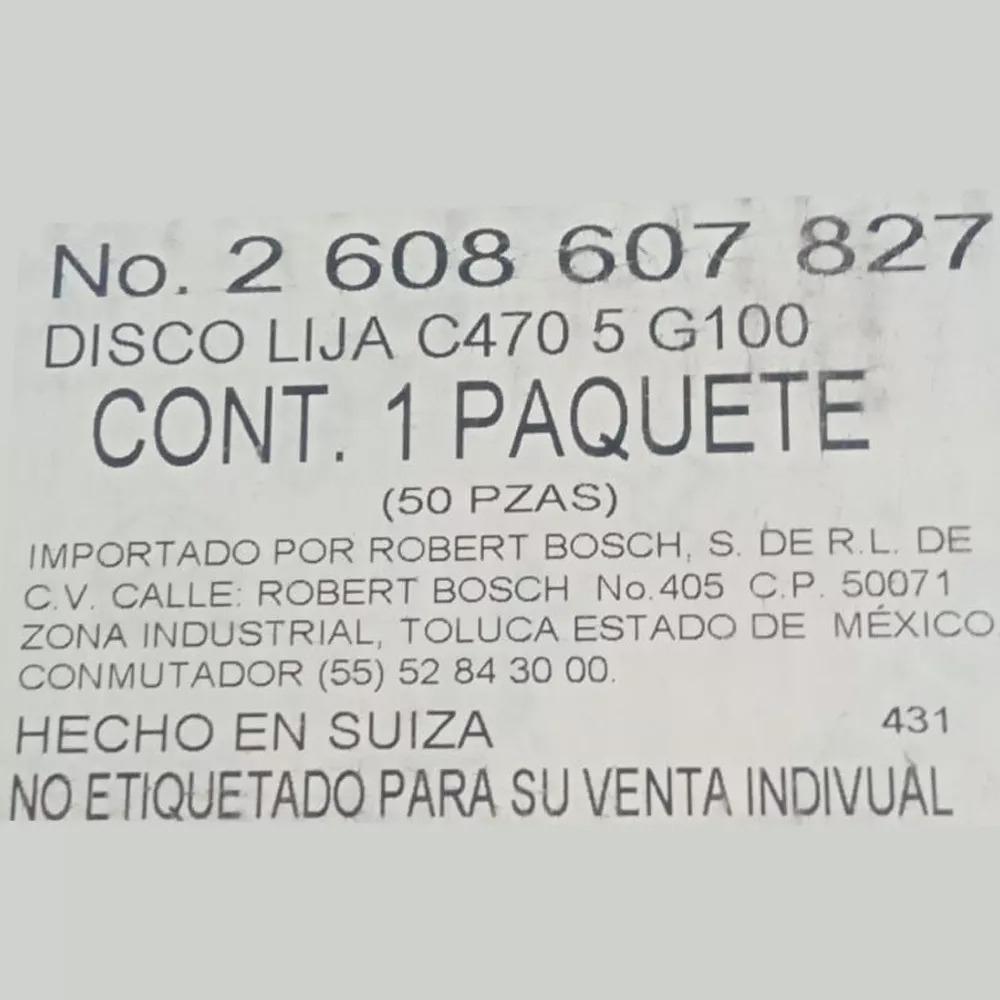 No. 2 608 607 827
DISCO LIJA C470 5 G100
CONT. 1 PAQUETE
(50 PZAS)
IMPORTADO POR ROBERT BOSCH, S. DE R.L. DE
C.V. CALLE: ROBERT BOSCH No.405 C.P. 50071
ZONA INDUSTRIAL, TOLUCA ESTADO DE MÉXICO
CONMUTADOR (55) 52 84 30 00.
HECHO EN SUIZA 431
NO ETIQUETADO PARA SU VENTA INDIVUAL